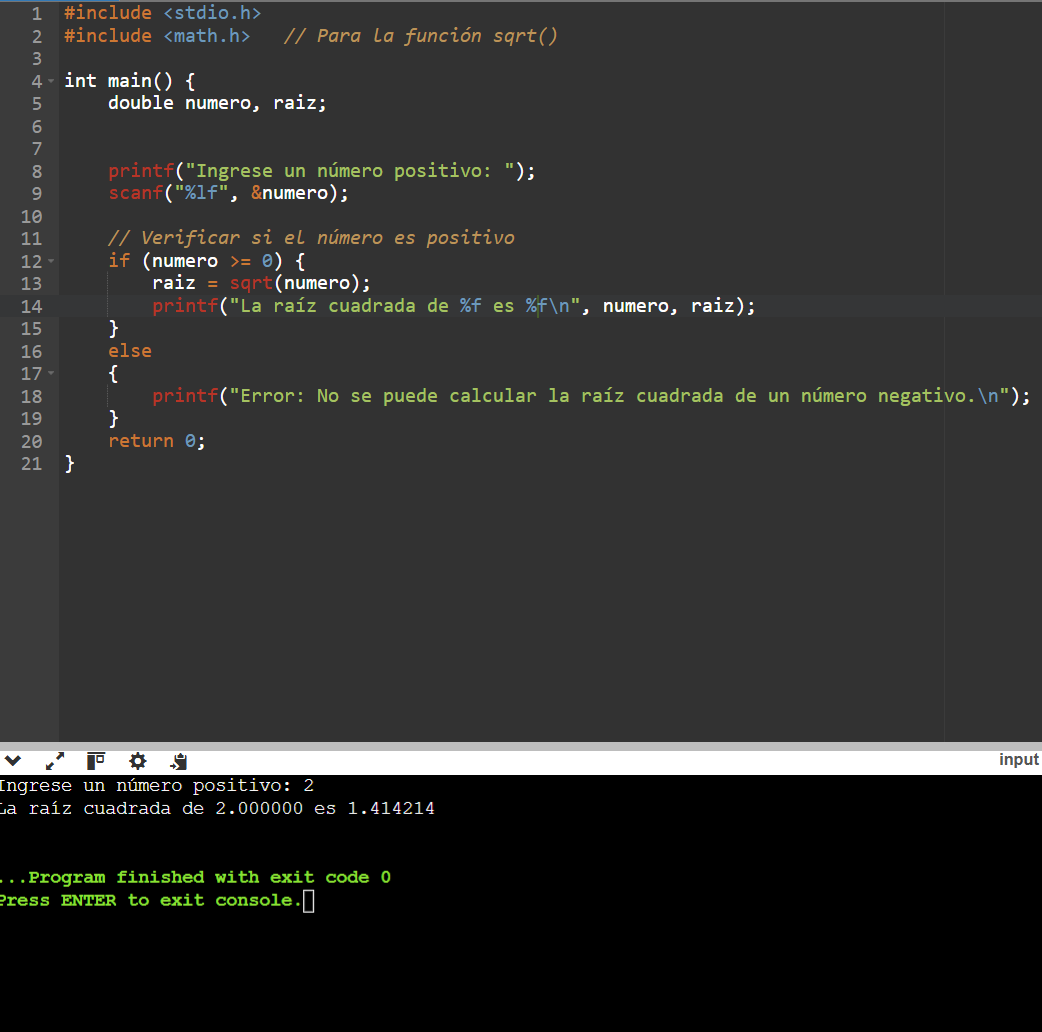 1 #include <stdio.h>
2 #include <math.h>   // Para la función sqrt()
3
4 int main() {
5     double numero, raiz;
6
7
8     printf("Ingrese un número positivo: ");
9     scanf("%lf", &numero);
10
11     // Verificar si el número es positivo
12     if (numero >= 0) {
13         raiz = sqrt(numero);
14         printf("La raíz cuadrada de %f es %f\n", numero, raiz);
15     }
16     else
17     {
18         printf("Error: No se puede calcular la raíz cuadrada de un número negativo.\n");
19     }
20     return 0;
21 }
input
Ingrese un número positivo: 2
La raíz cuadrada de 2.000000 es 1.414214
...Program finished with exit code 0
Press ENTER to exit console.